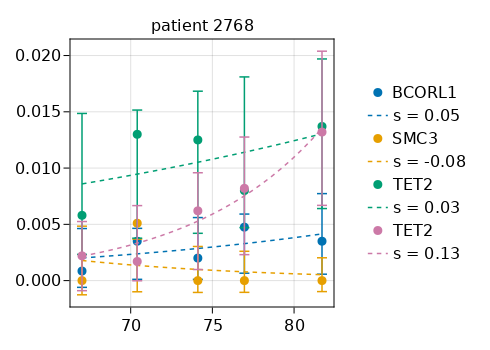 patient 2768
0.020
0.015
0.010
0.005
0.000
70
75
80
BCORL1
s = 0.05
SMC3
s = -0.08
TET2
s = 0.03
TET2
s = 0.13